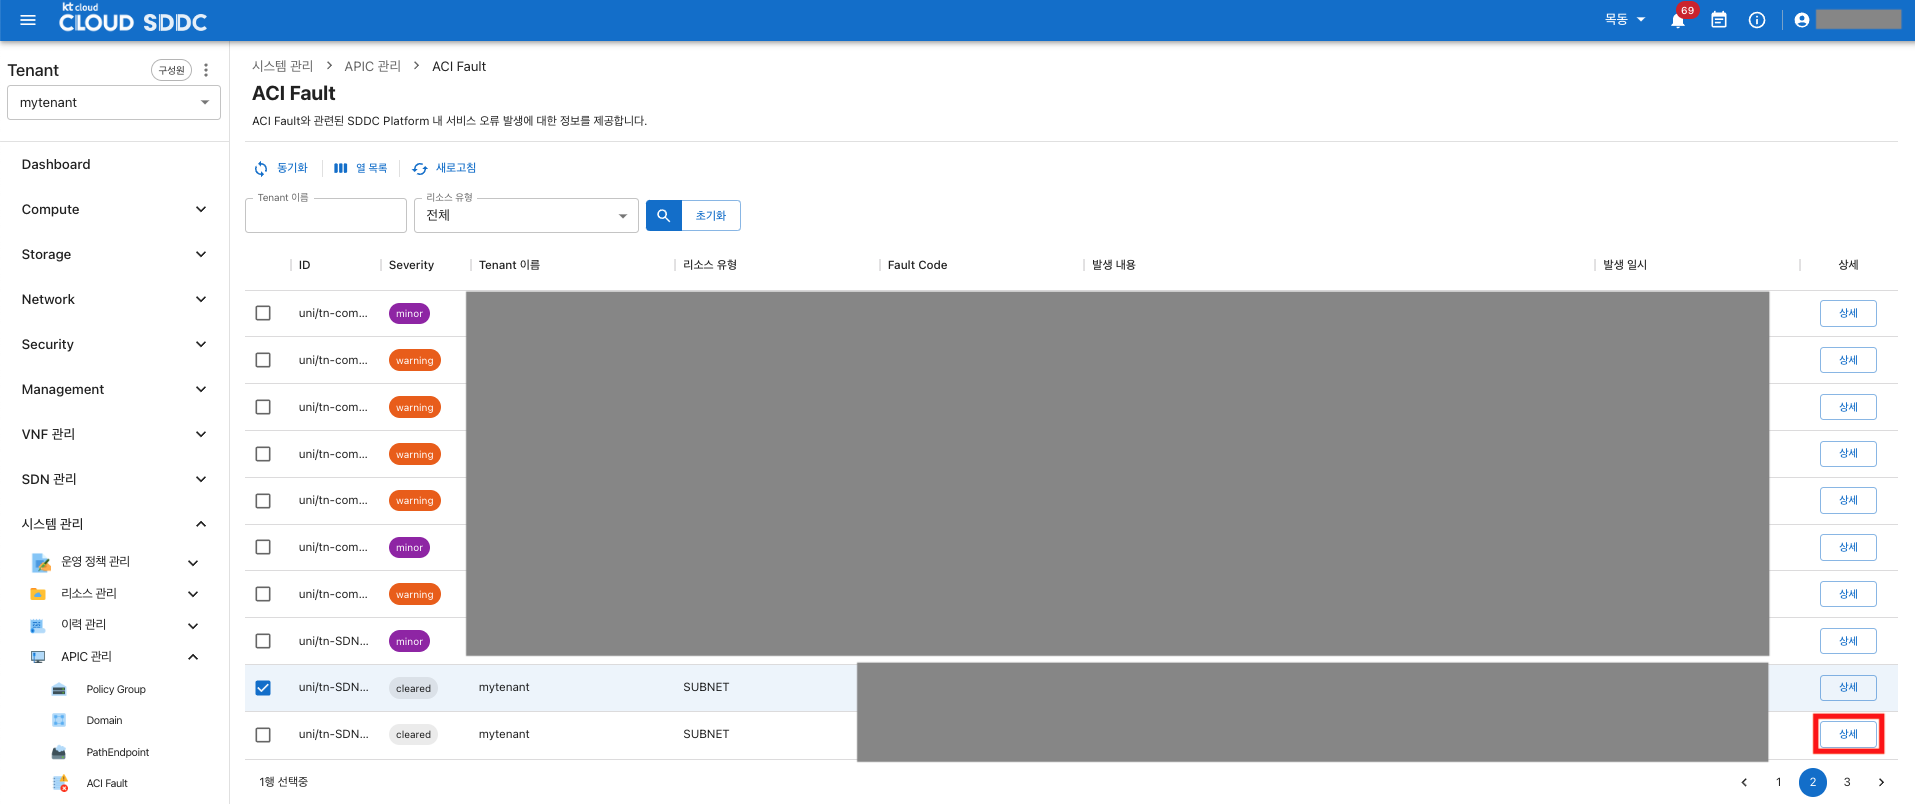 kt cloud
CLOUD SDDC
목동
69
Tenant
구성원
mytenant
Dashboard
Compute
Storage
Network
Security
Management
VNF 관리
SDN 관리
시스템 관리
운영 정책 관리
리소스 관리
이력 관리
APIC 관리
Policy Group
Domain
PathEndpoint
ACI Fault
시스템 관리 > APIC 관리 > ACI Fault
ACI Fault
ACI Fault와 관련된 SDDC Platform 내 서비스 오류 발생에 대한 정보를 제공합니다.
동기화 열 목록 새로고침
Tenant 이름 리소스 유형
전체 초기화
ID Severity Tenant 이름 리소스 유형 Fault Code 발생 내용 발생 일시 상세
uni/tn-com... minor 상세
uni/tn-com... warning 상세
uni/tn-com... warning 상세
uni/tn-com... warning 상세
uni/tn-com... warning 상세
uni/tn-com... minor 상세
uni/tn-com... warning 상세
uni/tn-SDN... minor 상세
uni/tn-SDN... cleared mytenant SUBNET 상세
uni/tn-SDN... cleared mytenant SUBNET 상세
1행 선택중
1 2 3